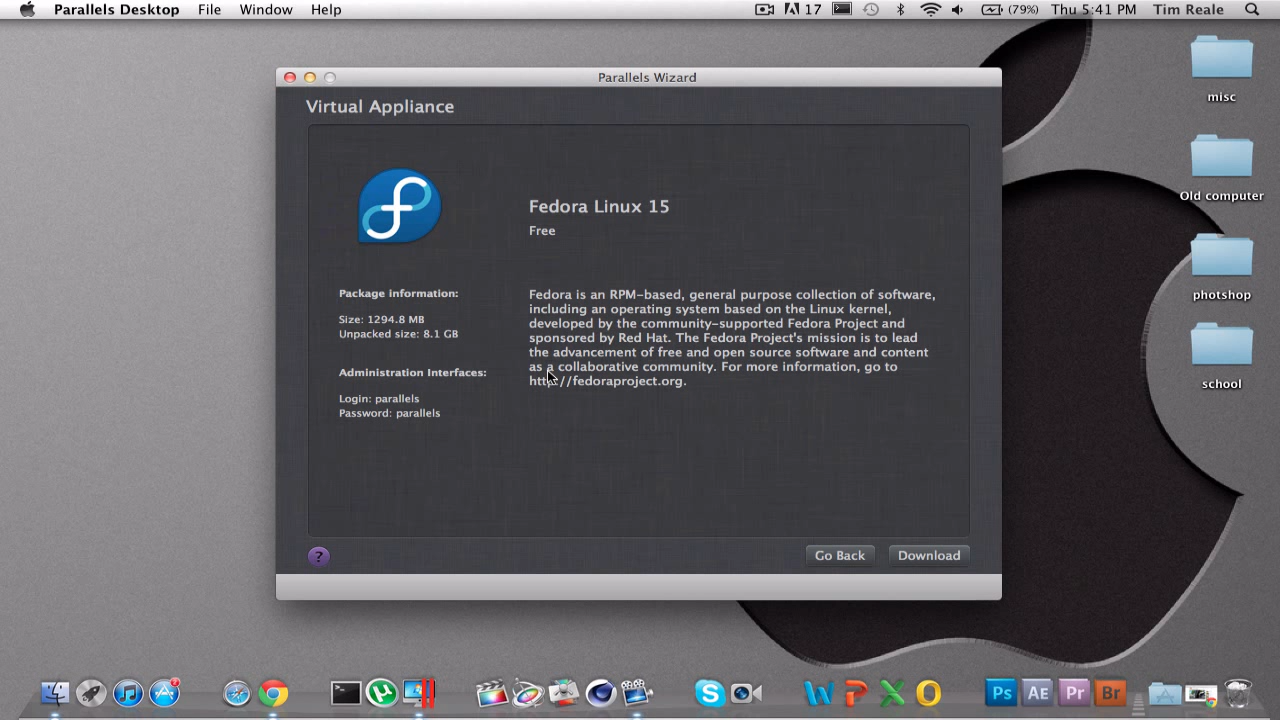 Parallels Desktop File Window Help 17 (79%) Thu 5:41 PM Tim Reale
Parallels Wizard
Virtual Appliance
Fedora Linux 15
Free
Package information:
Size: 1294.8 MB
Unpacked size: 8.1 GB
Administration Interfaces:
Login: parallels
Password: parallels
Fedora is an RPM-based, general purpose collection of software,
including an operating system based on the Linux kernel,
developed by the community-supported Fedora Project and
sponsored by Red Hat. The Fedora Project's mission is to lead
the advancement of free and open source software and content
as a collaborative community. For more information, go to
http://fedoraproject.org.
? Go Back Download
misc
Old computer
photshop
school
Ps Ae Pr Br